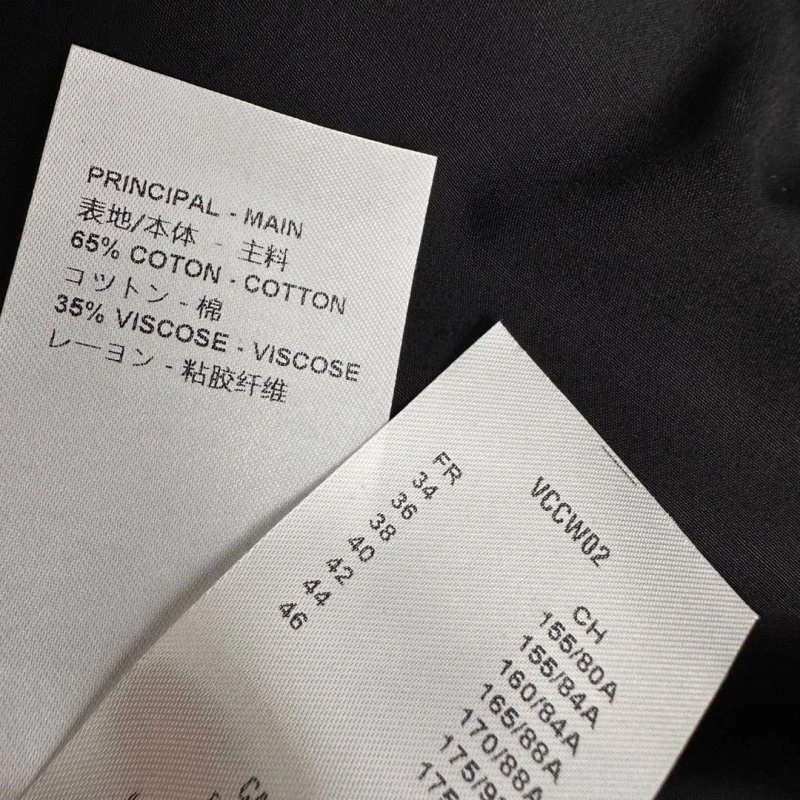 PRINCIPAL - MAIN
表地/本体 - 主料
65% COTON - COTTON
コットン - 棉
35% VISCOSE - VISCOSE
レーヨン - 粘胶纤维
VCCW02
FR
34
36
38
40
42
44
46
CH
155/80A
155/84A
160/84A
165/88A
170/88A